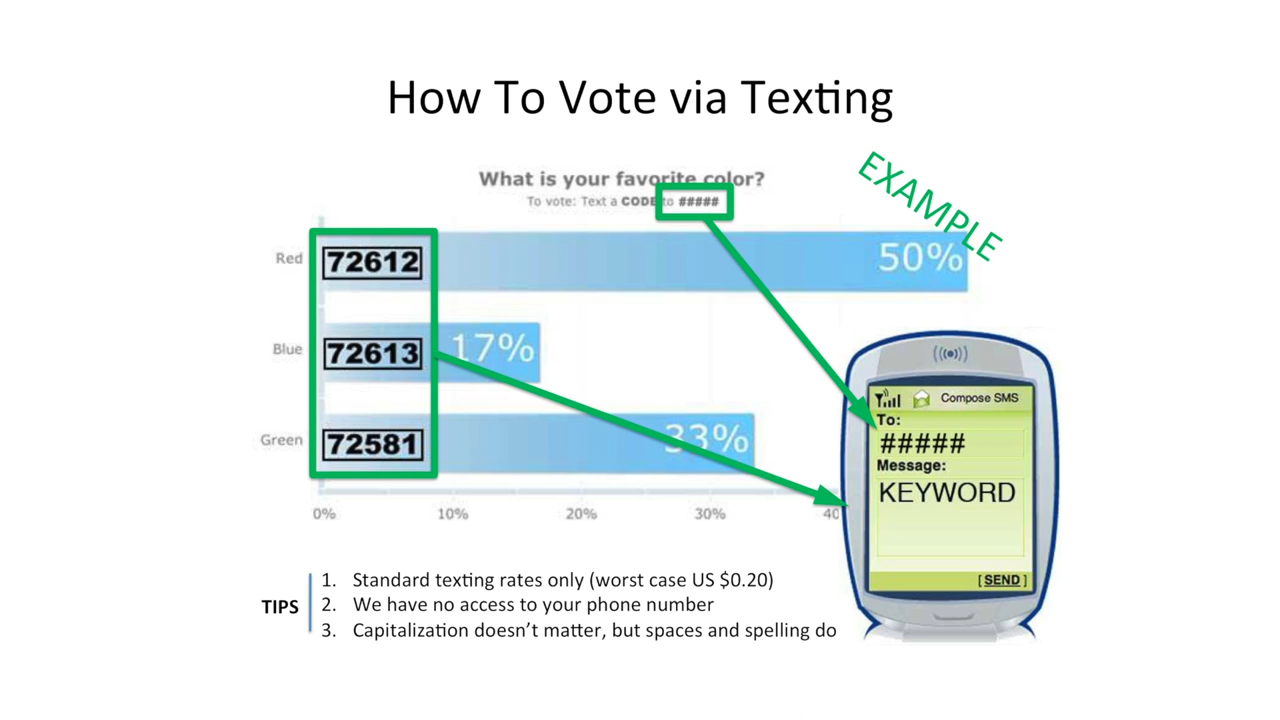 How To Vote via Texting
EXAMPLE
What is your favorite color?
To vote: Text a CODE to #####
Red 72612 50%
Blue 72613 17%
Green 72581 33%
0% 10% 20% 30% 40
Compose SMS
To:
#####
Message:
KEYWORD
[ SEND ]
TIPS
1. Standard texting rates only (worst case US $0.20)
2. We have no access to your phone number
3. Capitalization doesn't matter, but spaces and spelling do